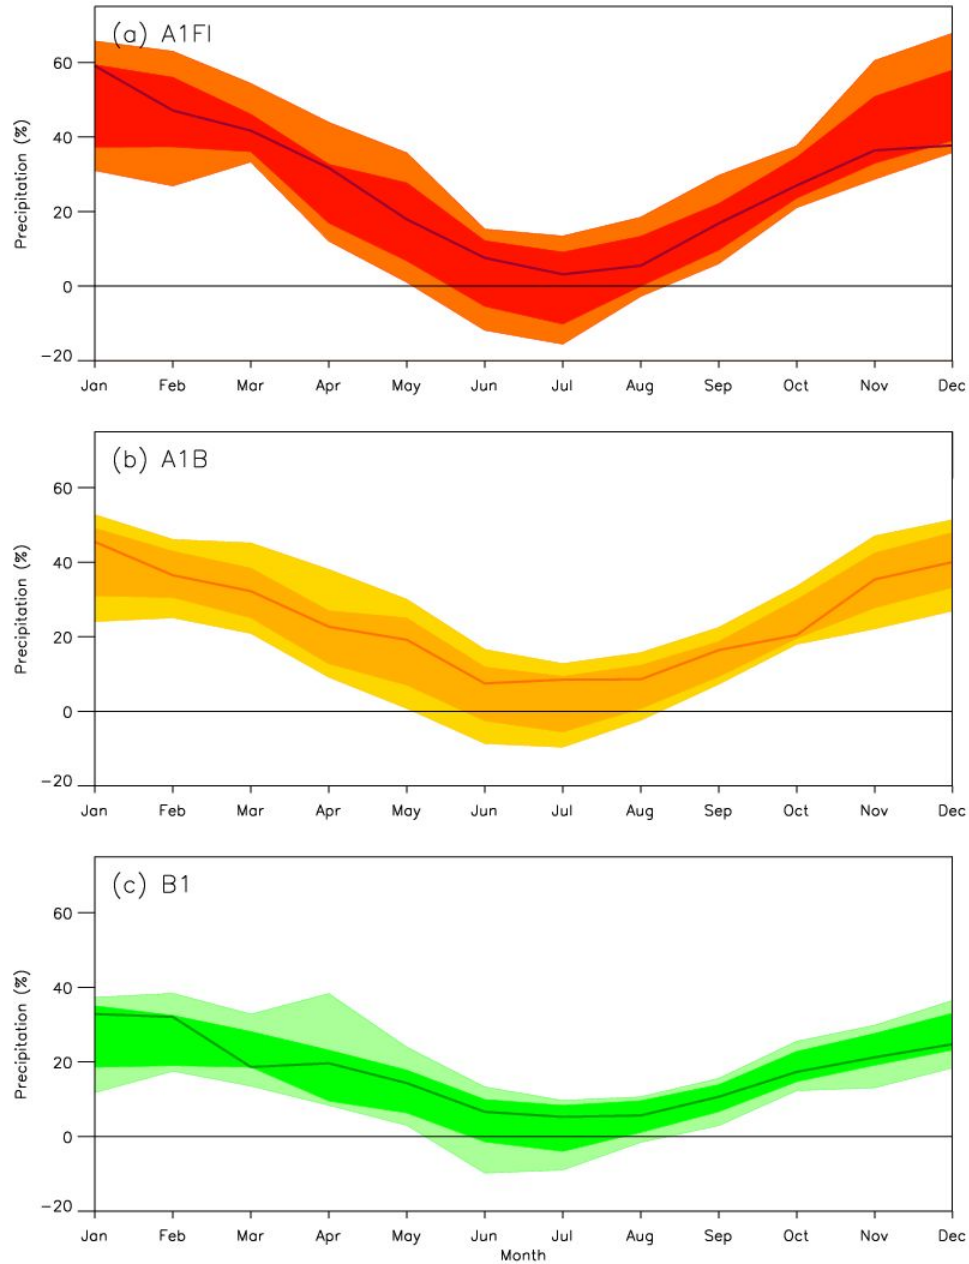 (a) A1FI
Precipitation (%)
60
40
20
0
−20
Jan Feb Mar Apr May Jun Jul Aug Sep Oct Nov Dec
(b) A1B
Precipitation (%)
60
40
20
0
−20
Jan Feb Mar Apr May Jun Jul Aug Sep Oct Nov Dec
(c) B1
Precipitation (%)
60
40
20
0
−20
Jan Feb Mar Apr May Jun Jul Aug Sep Oct Nov Dec
Month